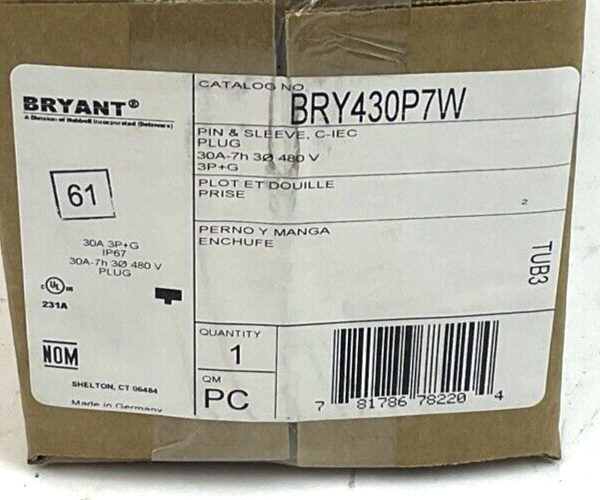 BRYANT®
A Division of Hubbell Incorporated (Delaware)
61
30A 3P+G
IP67
30A-7h 3Ø 480 V
PLUG
c UL us
231A
NOM
SHELTON, CT 06484
Made in Germany
CATALOG NO.
BRY430P7W
PIN & SLEEVE, C-IEC
PLUG
30A-7h 3Ø 480 V
3P+G
PLOT ET DOUILLE
PRISE
2
PERNO Y MANGA
ENCHUFE
TUB3
QUANTITY
1
QM
PC
7 81786 78220 4